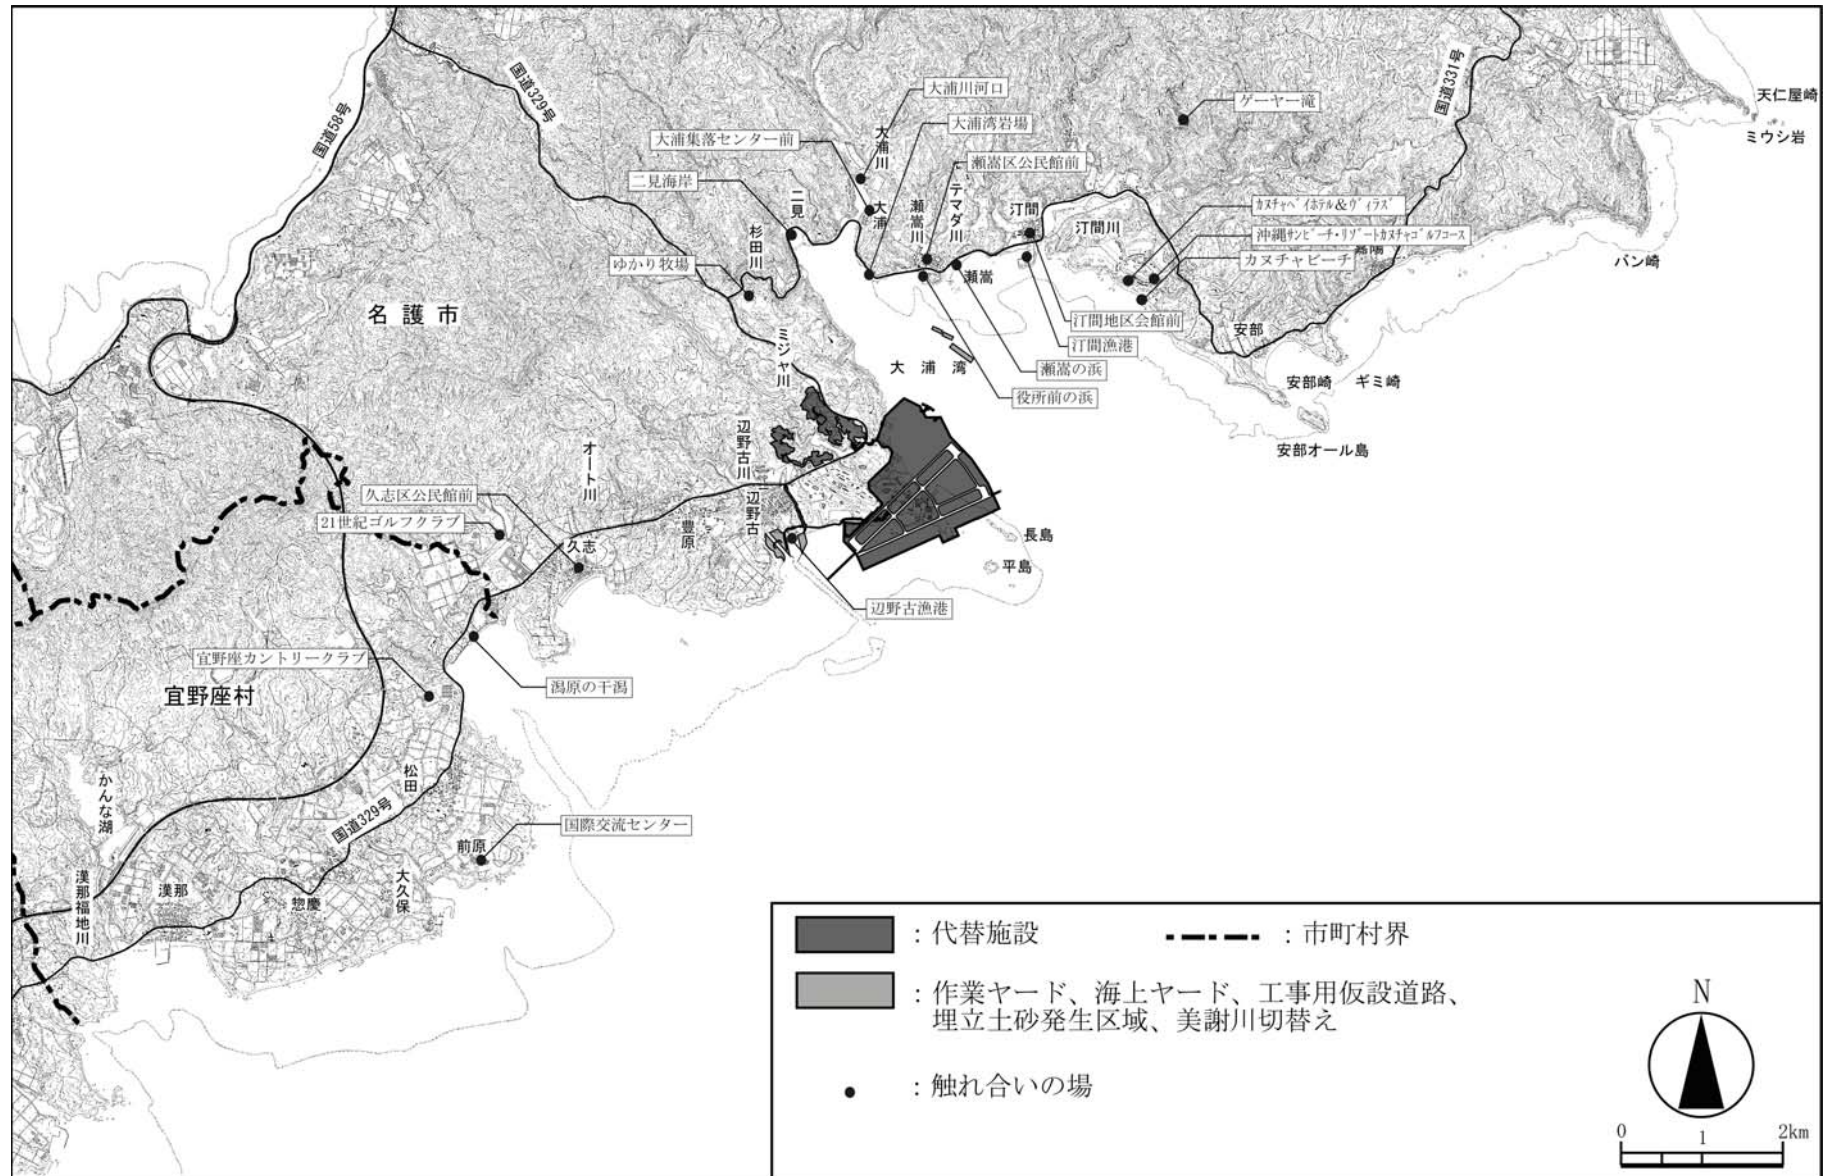 国道58号
国道329号
大浦川河口
大浦川
大浦湾岩場
ゲーヤー滝
国道331号
天仁屋崎
ミウシ岩
大浦集落センター前
瀬嵩区公民館前
二見海岸
二見
大浦
瀬嵩川
テマダ川
汀間
汀間川
カヌチャベイホテル&ヴィラズ
沖縄サンビーチ・リゾートカヌチャゴルフコース
嘉陽
カヌチャビーチ
バン崎
杉田川
ゆかり牧場
瀬嵩
名護市
汀間地区会館前
汀間漁港
瀬嵩の浜
役所前の浜
安部
安部崎
ギミ崎
安部オール島
ミジャ川
大浦湾
辺野古川
オート川
久志区公民館前
21世紀ゴルフクラブ
辺野古
豊原
久志
長島
平島
辺野古漁港
宜野座カントリークラブ
潟原の干潟
宜野座村
かんな湖
松田
国道329号
国際交流センター
前原
漢那福地川
漢那
惣慶
大久保
：代替施設
：市町村界
：作業ヤード、海上ヤード、工事用仮設道路、
埋立土砂発生区域、美謝川切替え
：触れ合いの場
N
0 1 2km